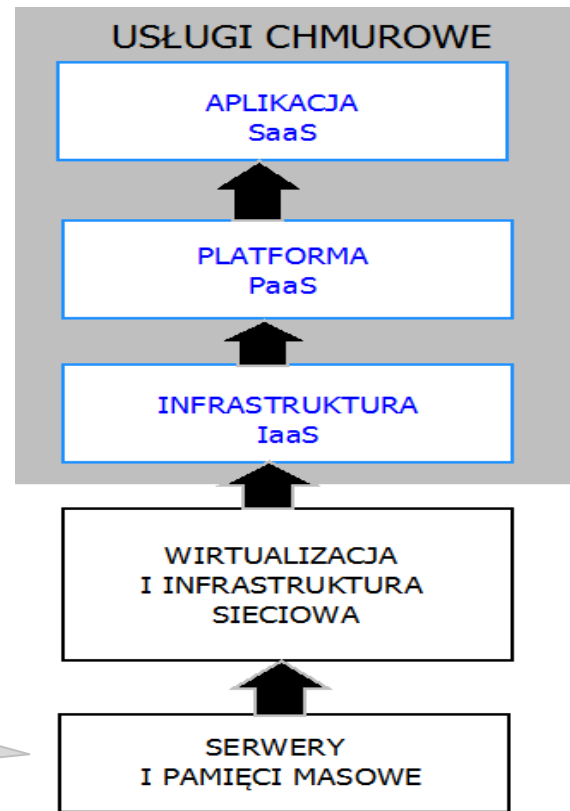 USŁUGI CHMUROWE
APLIKACJA
SaaS
PLATFORMA
PaaS
INFRASTRUKTURA
IaaS
WIRTUALIZACJA
I INFRASTRUKTURA
SIECIOWA
SERWERY
I PAMIĘCI MASOWE